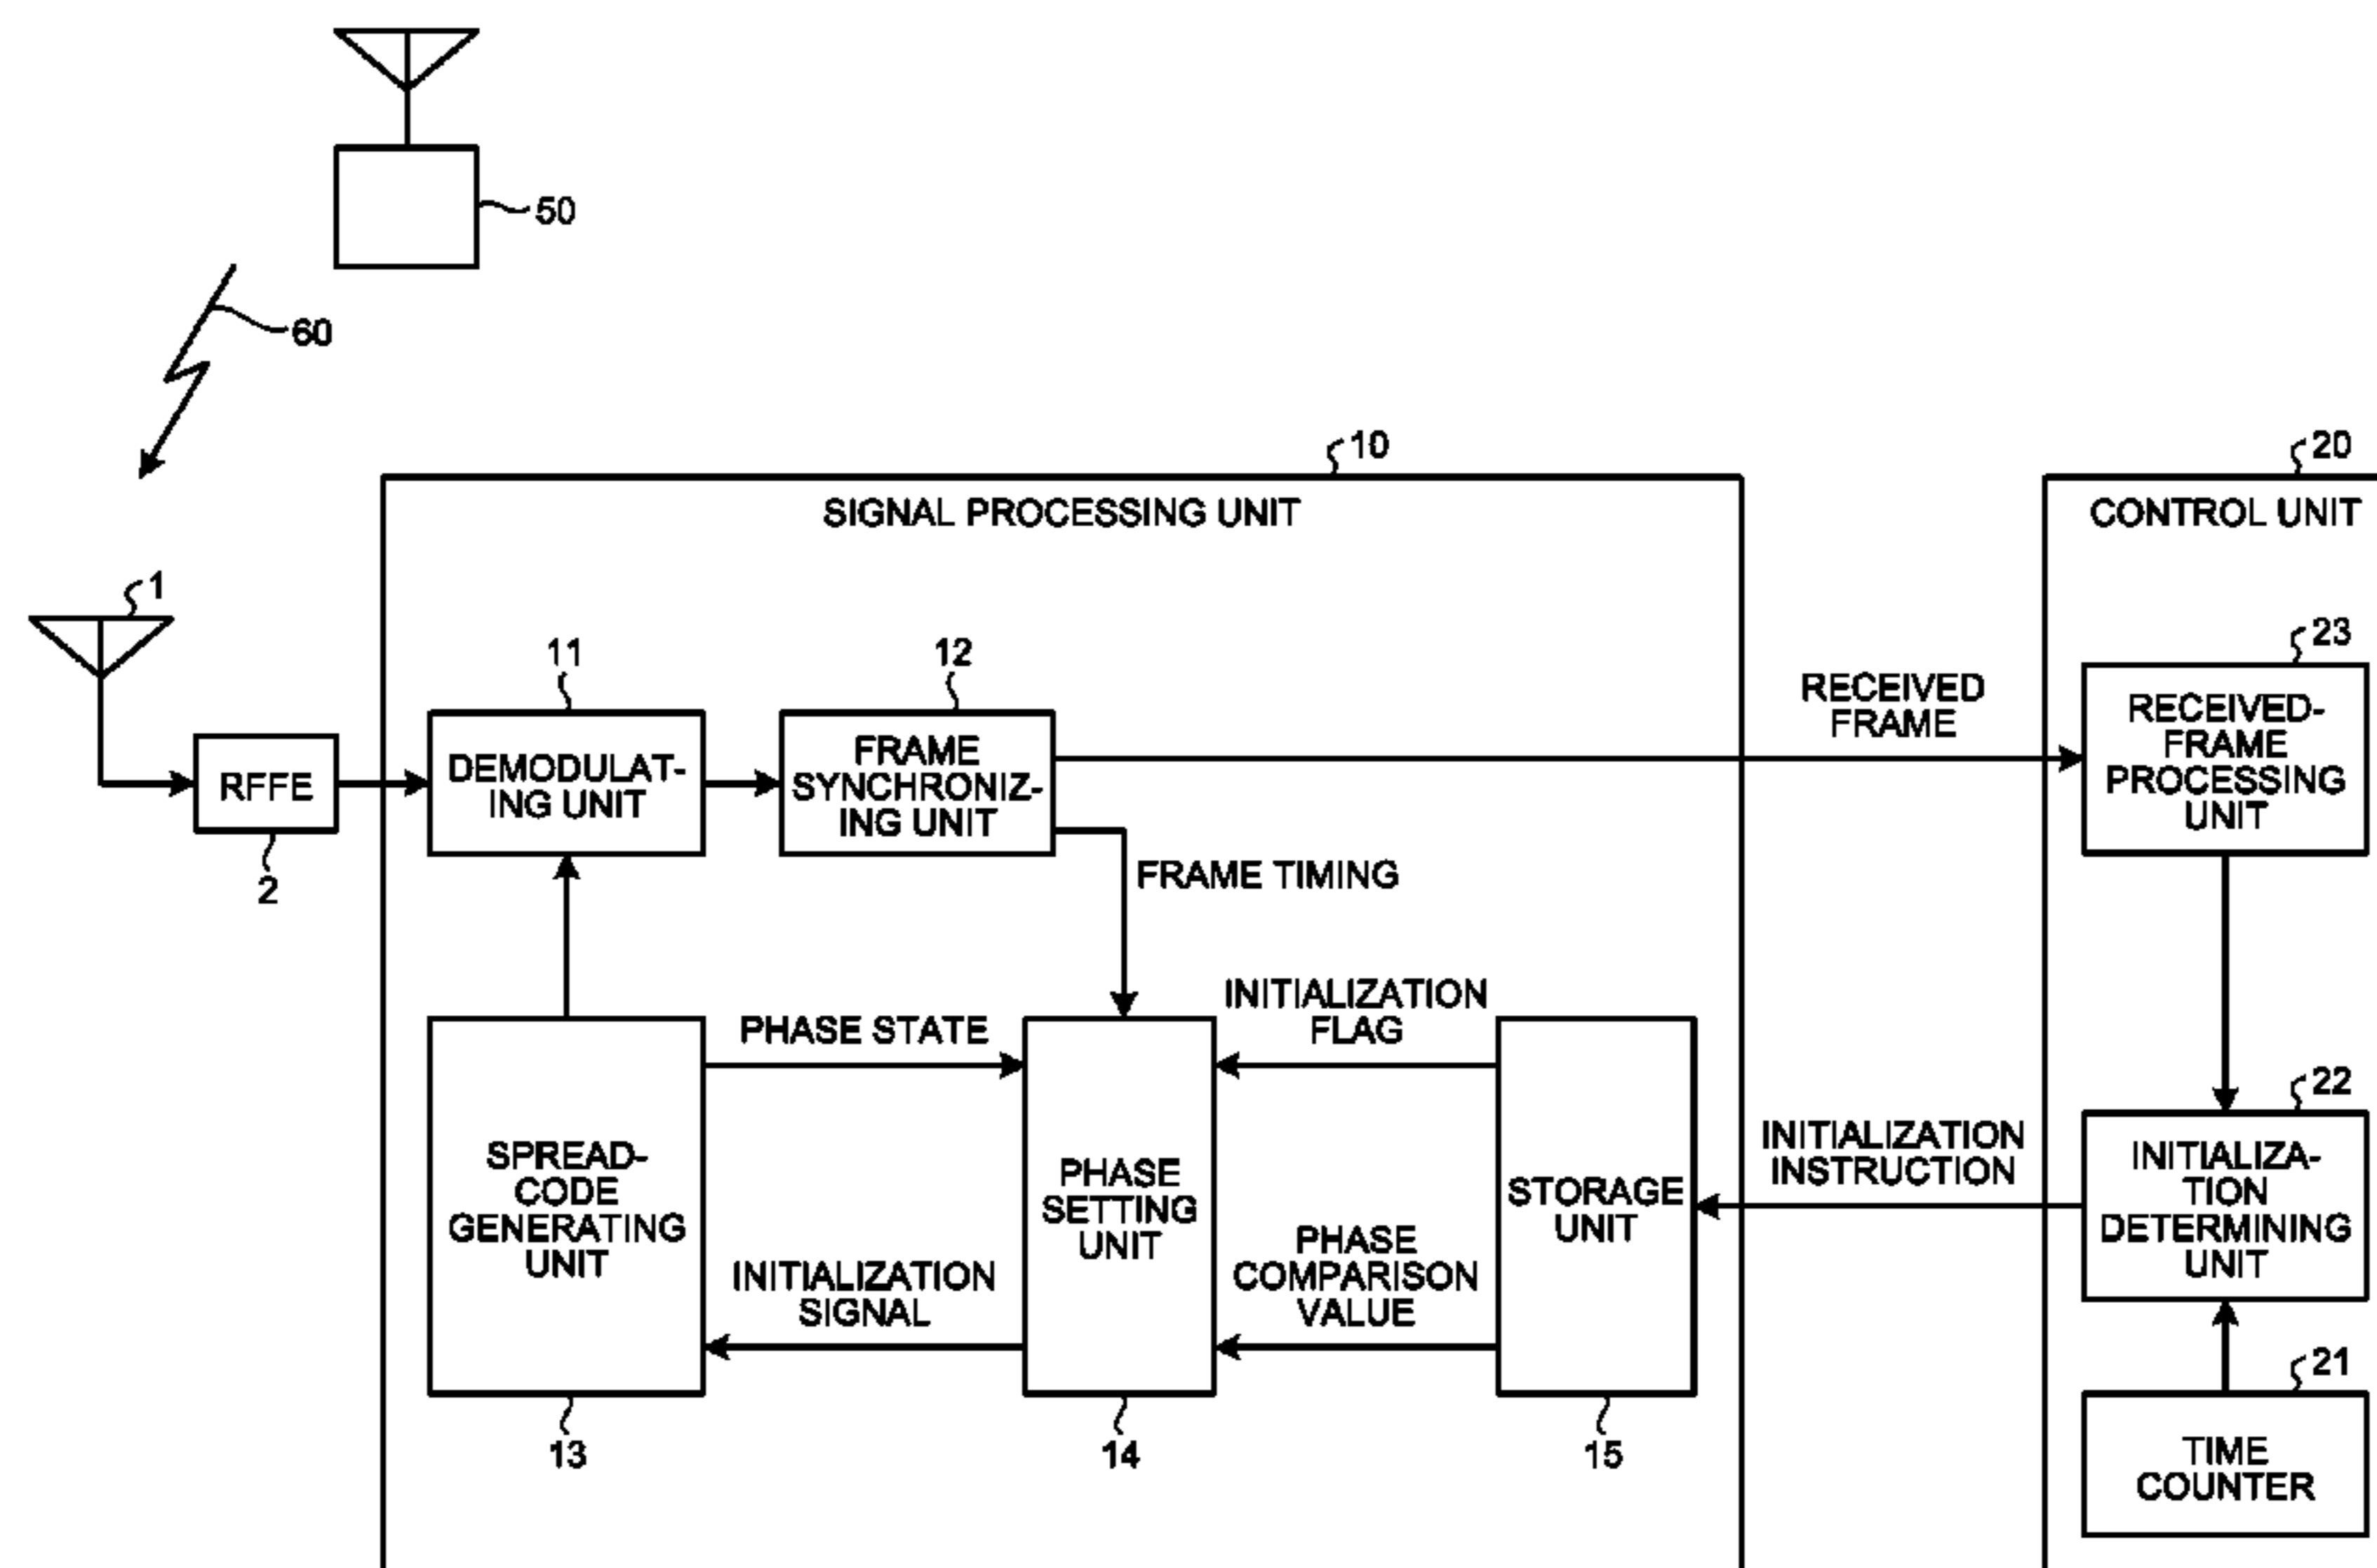 50
60
10
20
SIGNAL PROCESSING UNIT
CONTROL UNIT
1
11
12
23
RECEIVED
FRAME
RECEIVED-
FRAME
PROCESSING
UNIT
RFFE
DEMODULAT-
ING UNIT
FRAME
SYNCHRONIZ-
ING UNIT
2
FRAME TIMING
PHASE STATE
INITIALIZATION
FLAG
22
SPREAD-
CODE
GENERATING
UNIT
PHASE
SETTING
UNIT
STORAGE
UNIT
INITIALIZATION
INSTRUCTION
INITIALIZA-
TION
DETERMINING
UNIT
INITIALIZATION
SIGNAL
PHASE
COMPARISON
VALUE
21
13
14
15
TIME
COUNTER